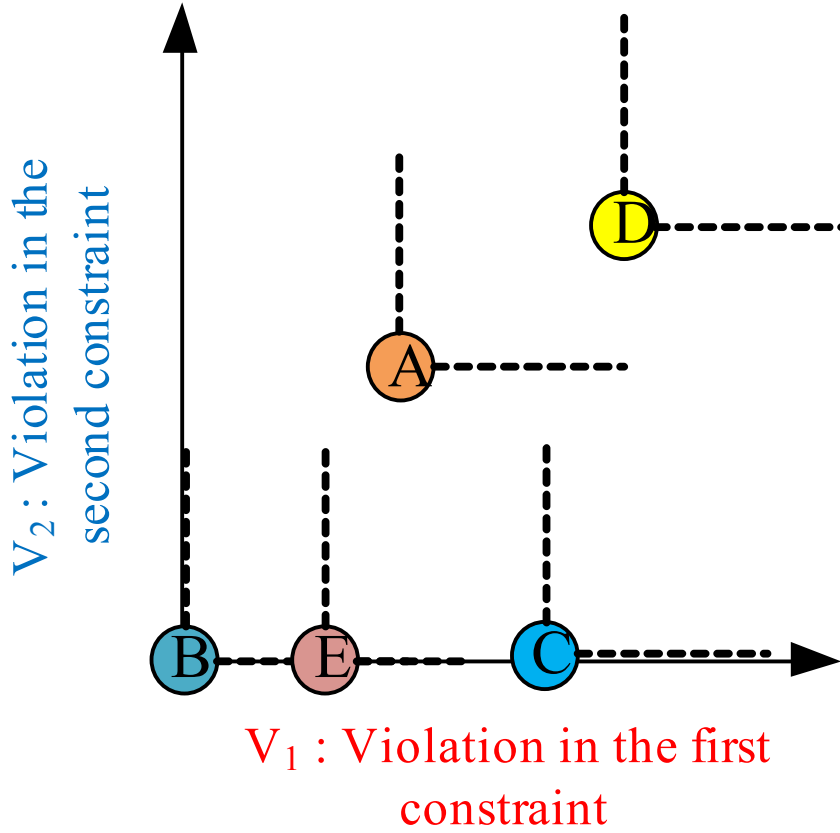 V₂ : Violation in the
second constraint
D
A
B
E
C
V₁ : Violation in the first
constraint